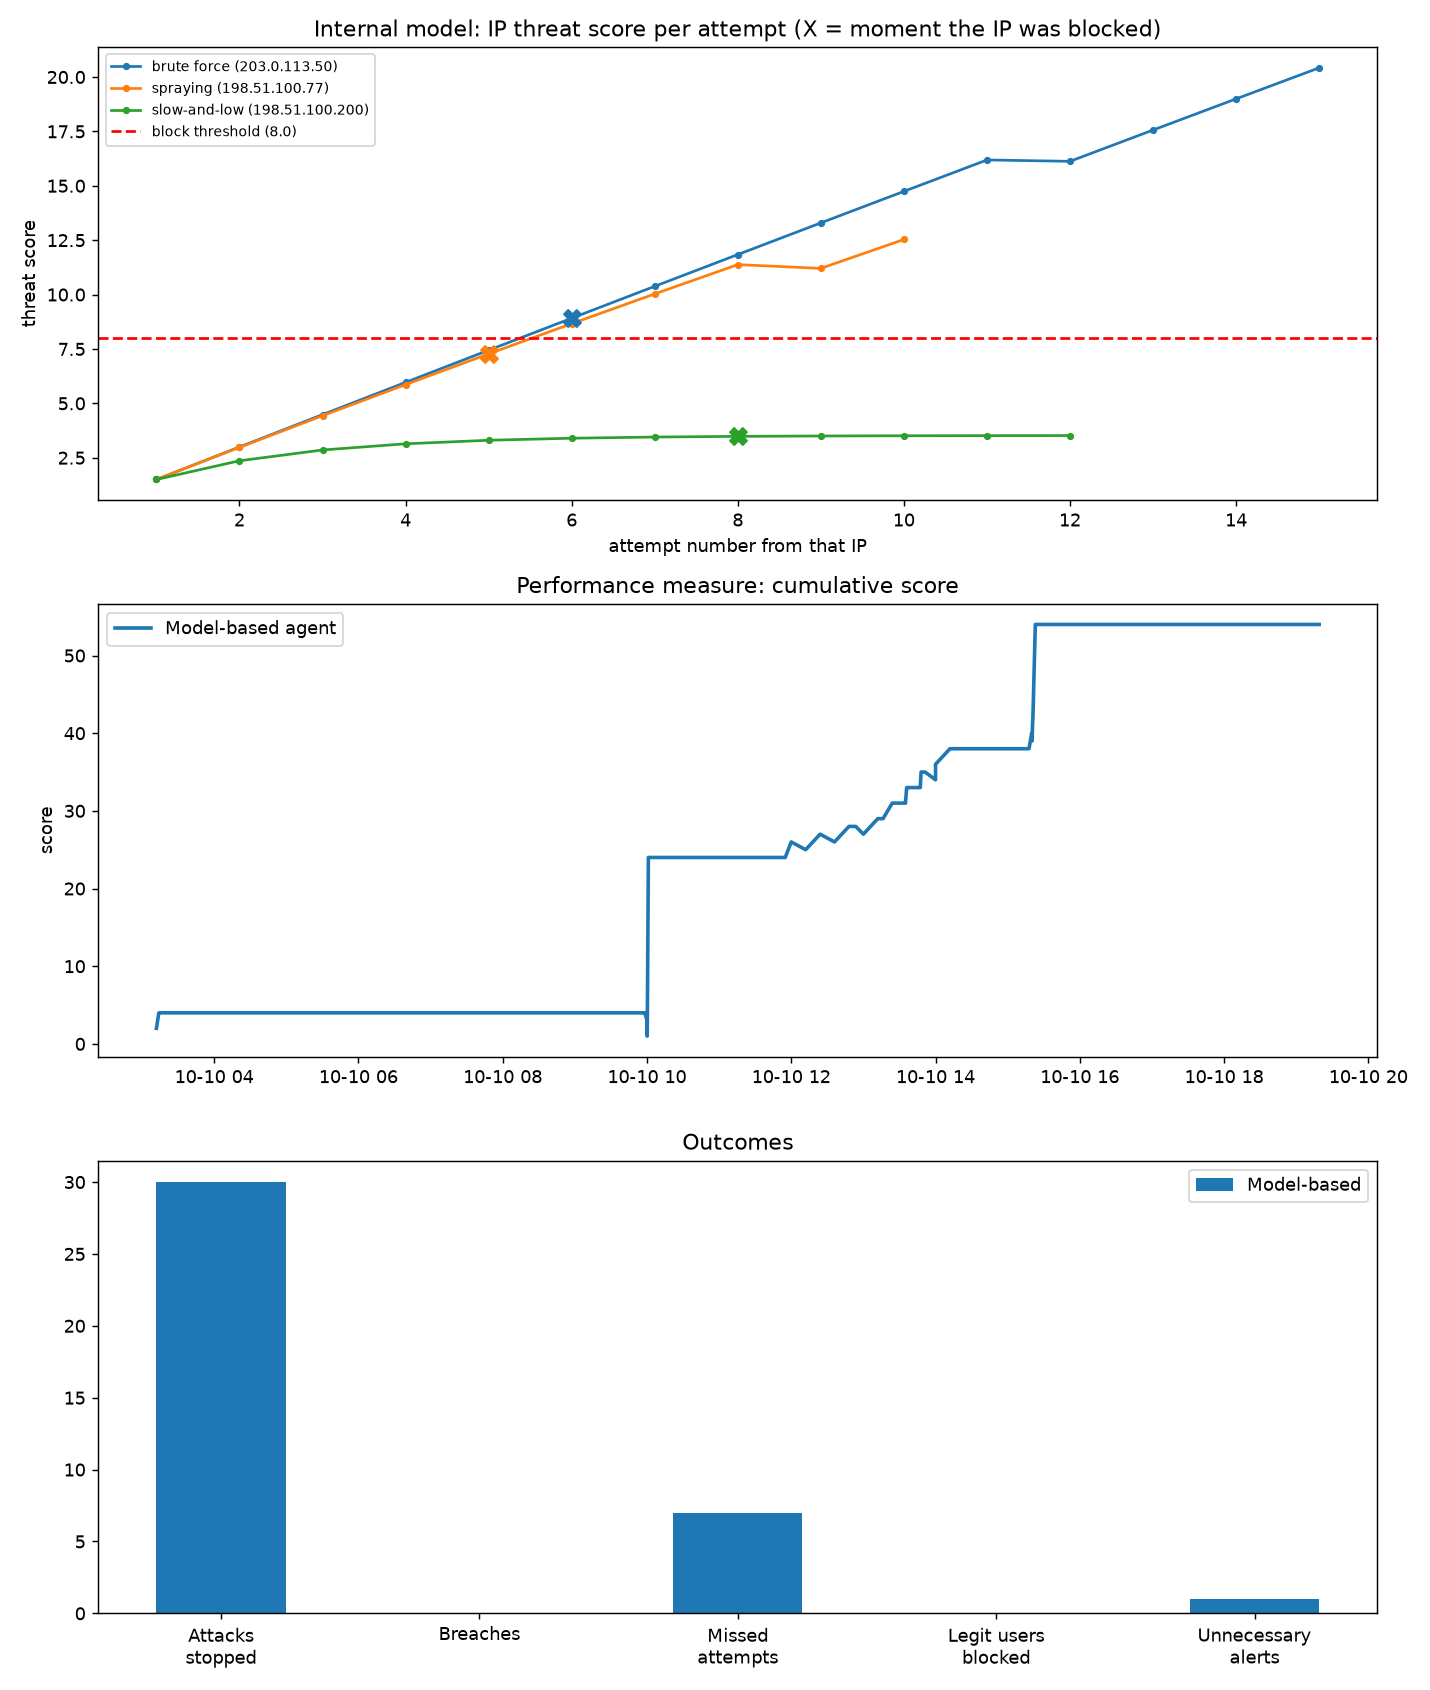 Internal model: IP threat score per attempt (X = moment the IP was blocked)
brute force (203.0.113.50)
spraying (198.51.100.77)
slow-and-low (198.51.100.200)
block threshold (8.0)
threat score
20.0
17.5
15.0
12.5
10.0
7.5
5.0
2.5
2 4 6 8 10 12 14
attempt number from that IP
Performance measure: cumulative score
Model-based agent
score
50
40
30
20
10
0
10-10 04 10-10 06 10-10 08 10-10 10 10-10 12 10-10 14 10-10 16 10-10 18 10-10 20
Outcomes
Model-based
30
25
20
15
10
5
0
Attacks stopped
Breaches
Missed attempts
Legit users blocked
Unnecessary alerts